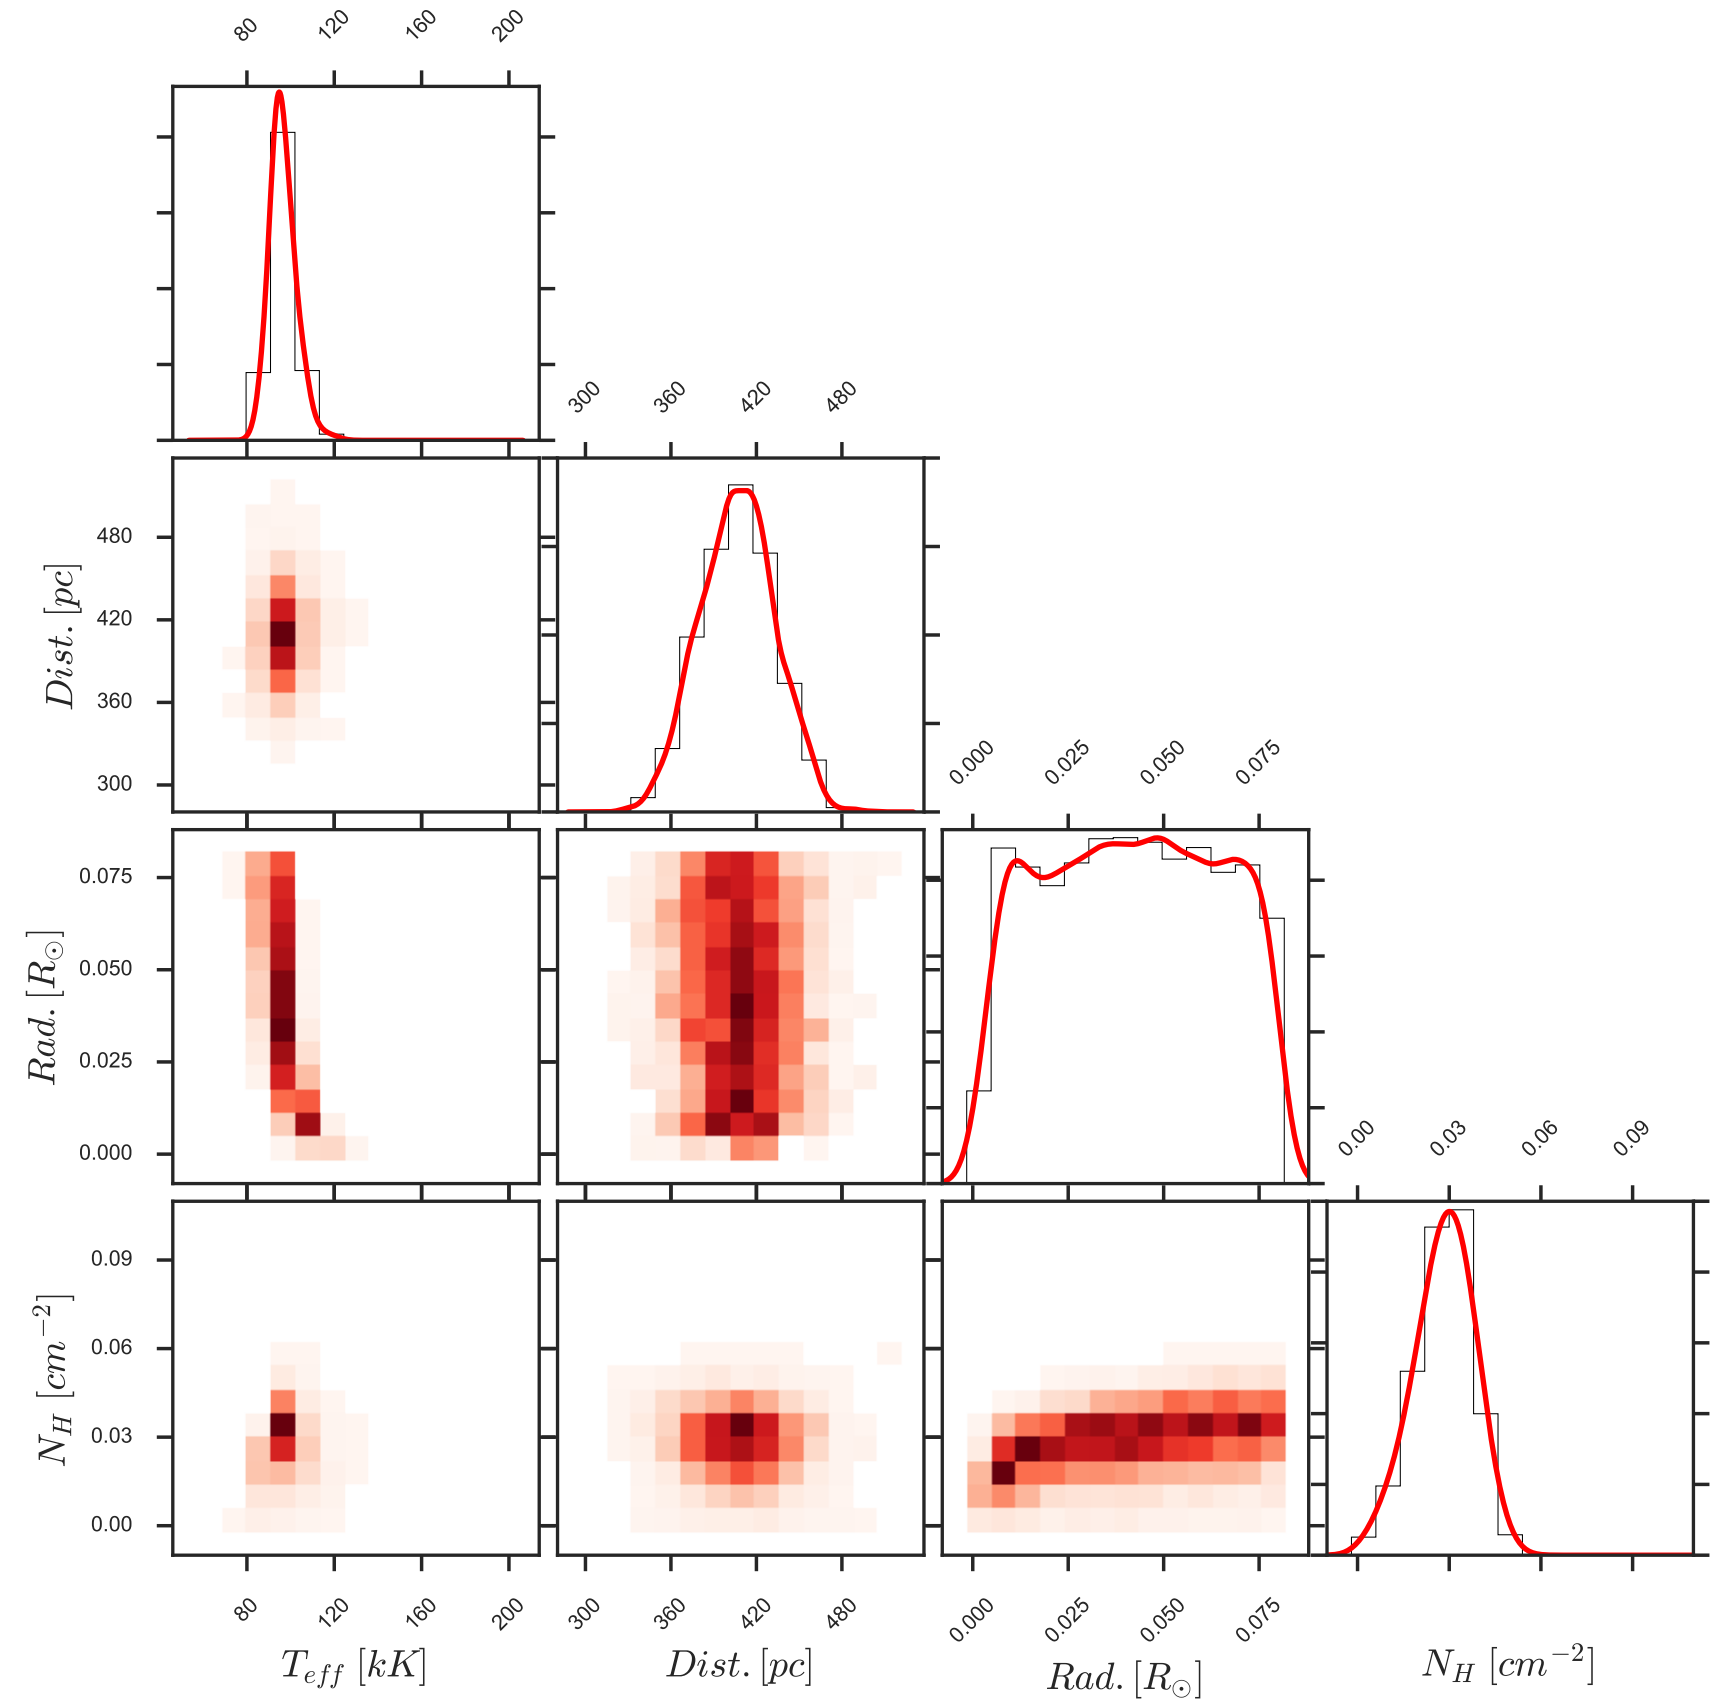 80 120 160 200
300 360 420 480
480
420
360
300
Dist. [pc]
0.000 0.025 0.050 0.075
0.075
0.050
0.025
0.000
Rad. [R⊙]
0.00 0.03 0.06 0.09
0.09
0.06
0.03
0.00
N_H [cm^{-2}]
80 120 160 200
300 360 420 480
0.000 0.025 0.050 0.075
T_{eff} [kK]
Dist. [pc]
Rad. [R⊙]
N_H [cm^{-2}]